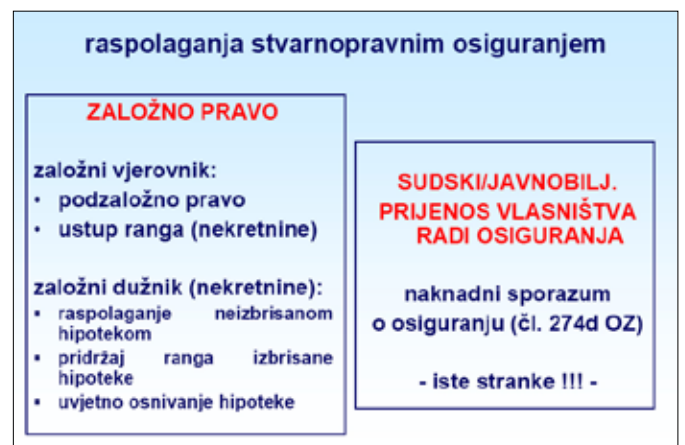 raspolaganja stvarnopravnim osiguranjem
ZALOŽNO PRAVO
založni vjerovnik:
• podzaložno pravo
• ustup ranga (nekretnine)
založni dužnik (nekretnine):
▪ raspolaganje neizbrisanom
hipotekom
▪ pridržaj ranga izbrisane
hipoteke
▪ uvjetno osnivanje hipoteke
SUDSKI/JAVNOBILJ.
PRIJENOS VLASNIŠTVA
RADI OSIGURANJA
naknadni sporazum
o osiguranju (čl. 274d OZ)
- iste stranke !!! -